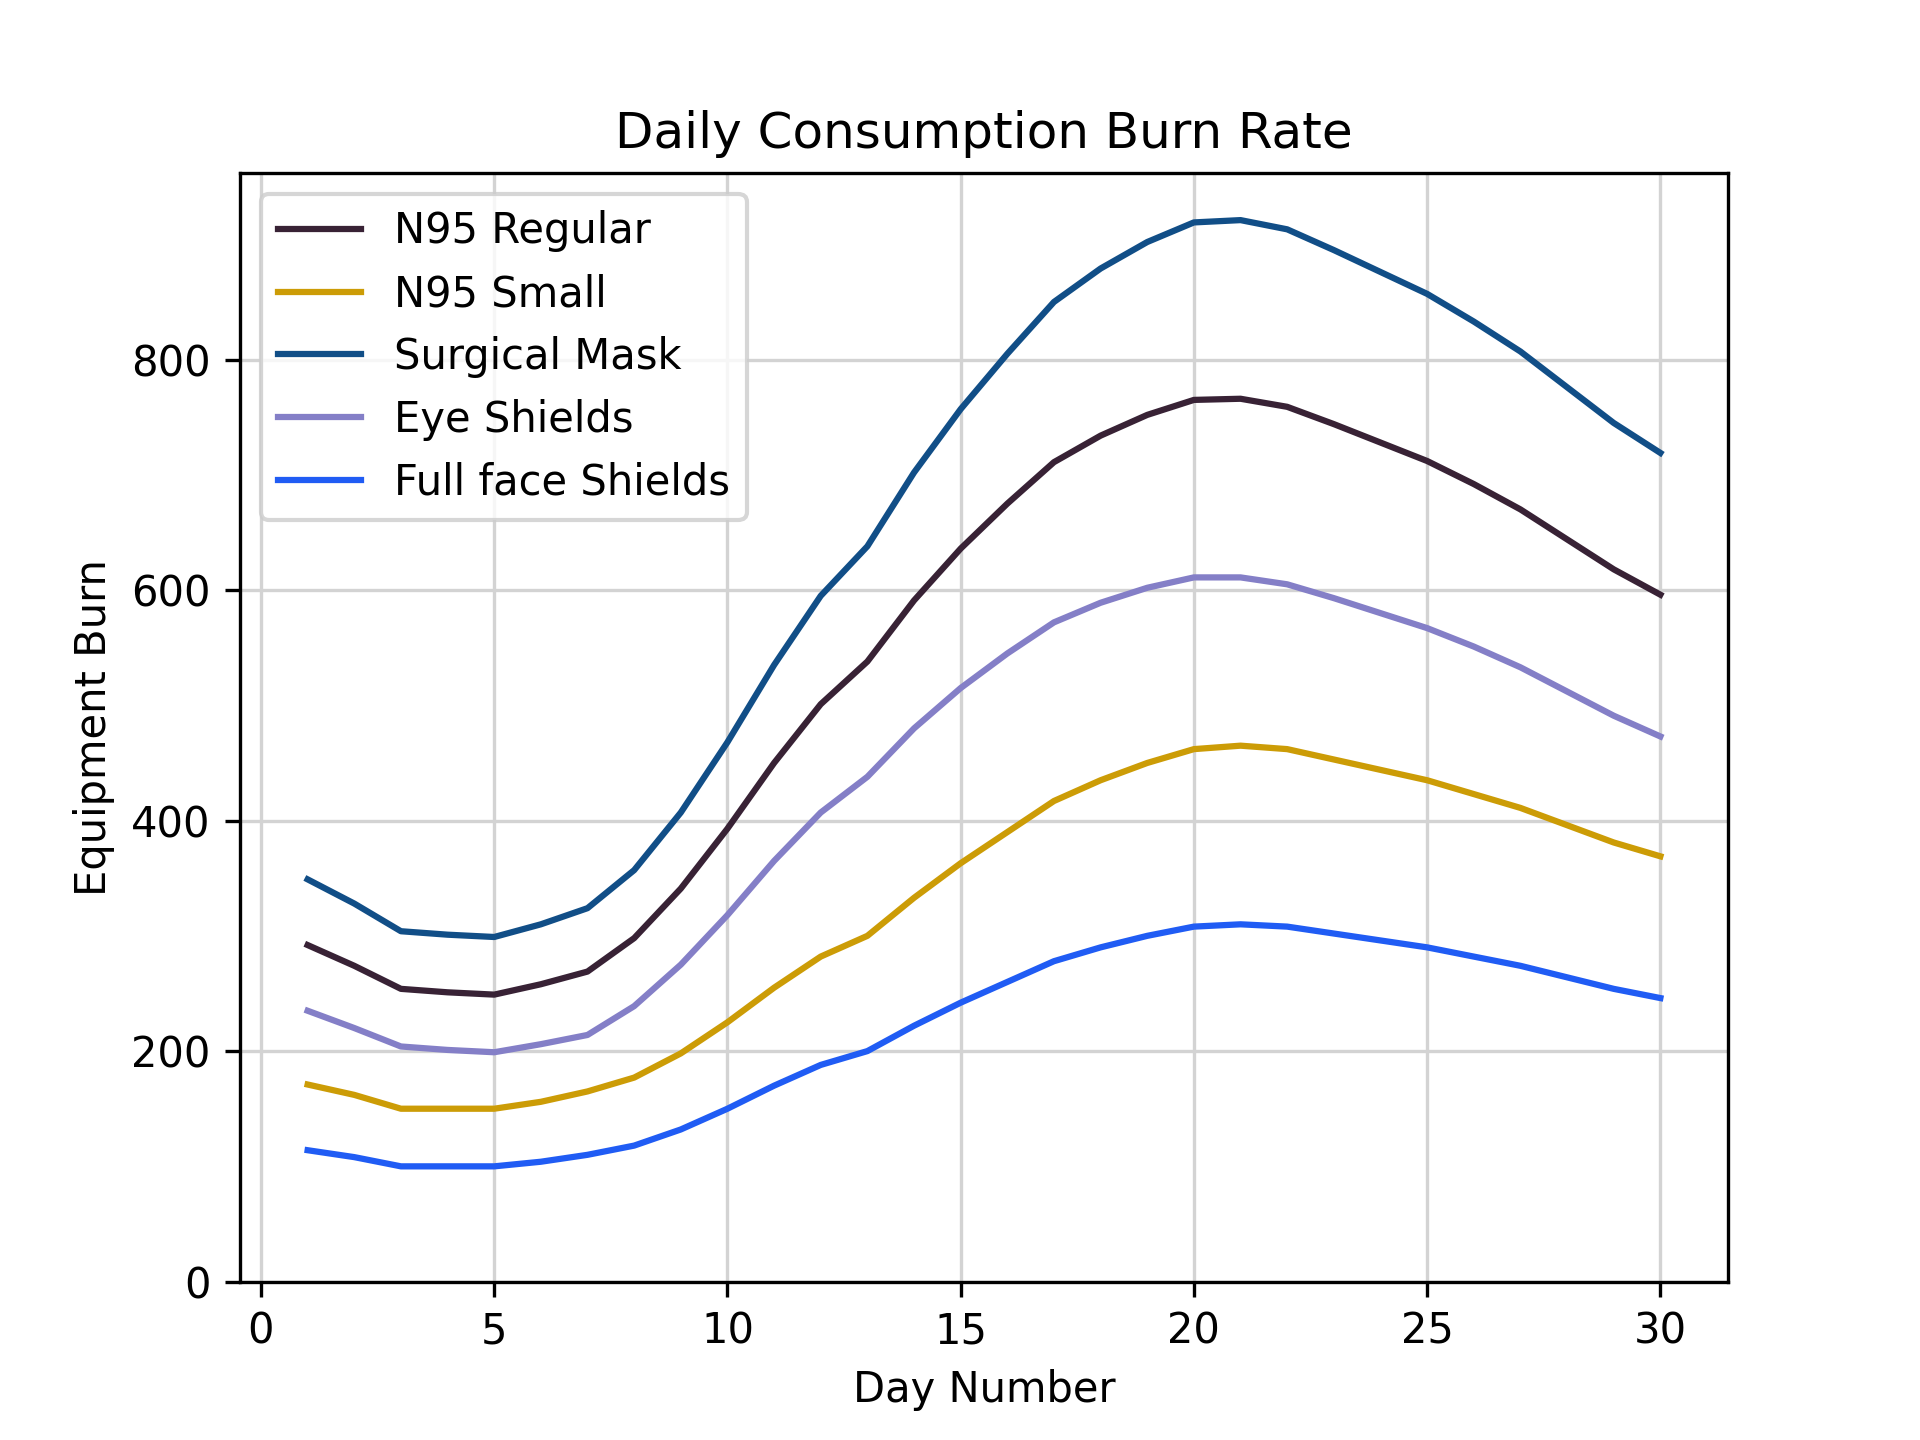 Daily Consumption Burn Rate
N95 Regular
N95 Small
Surgical Mask
Eye Shields
Full face Shields
800
600
400
200
0
Equipment Burn
0 5 10 15 20 25 30
Day Number